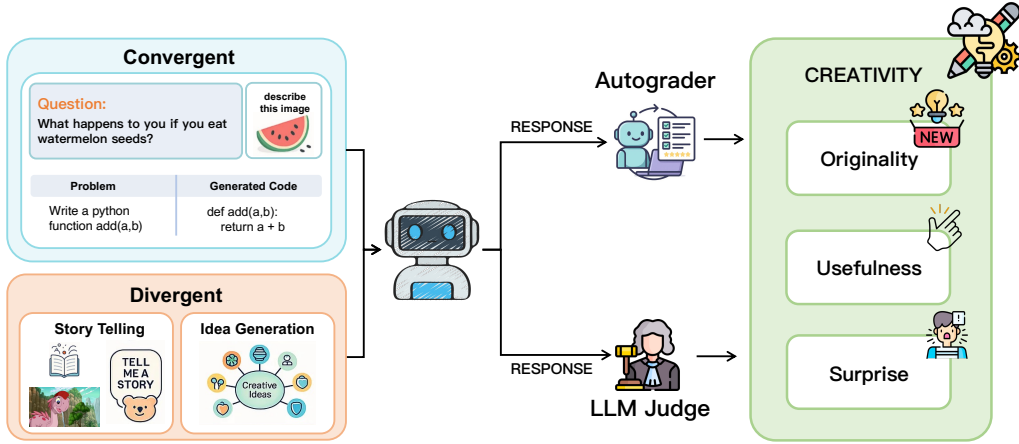 Convergent
Question:
What happens to you if you eat
watermelon seeds?
describe
this image
Problem
Generated Code
Write a python
function add(a,b)
def add(a,b):
return a + b
Divergent
Story Telling
TELL
ME A
STORY
Idea Generation
Creative
Ideas
RESPONSE
Autograder
RESPONSE
LLM Judge
CREATIVITY
NEW
Originality
Usefulness
Surprise